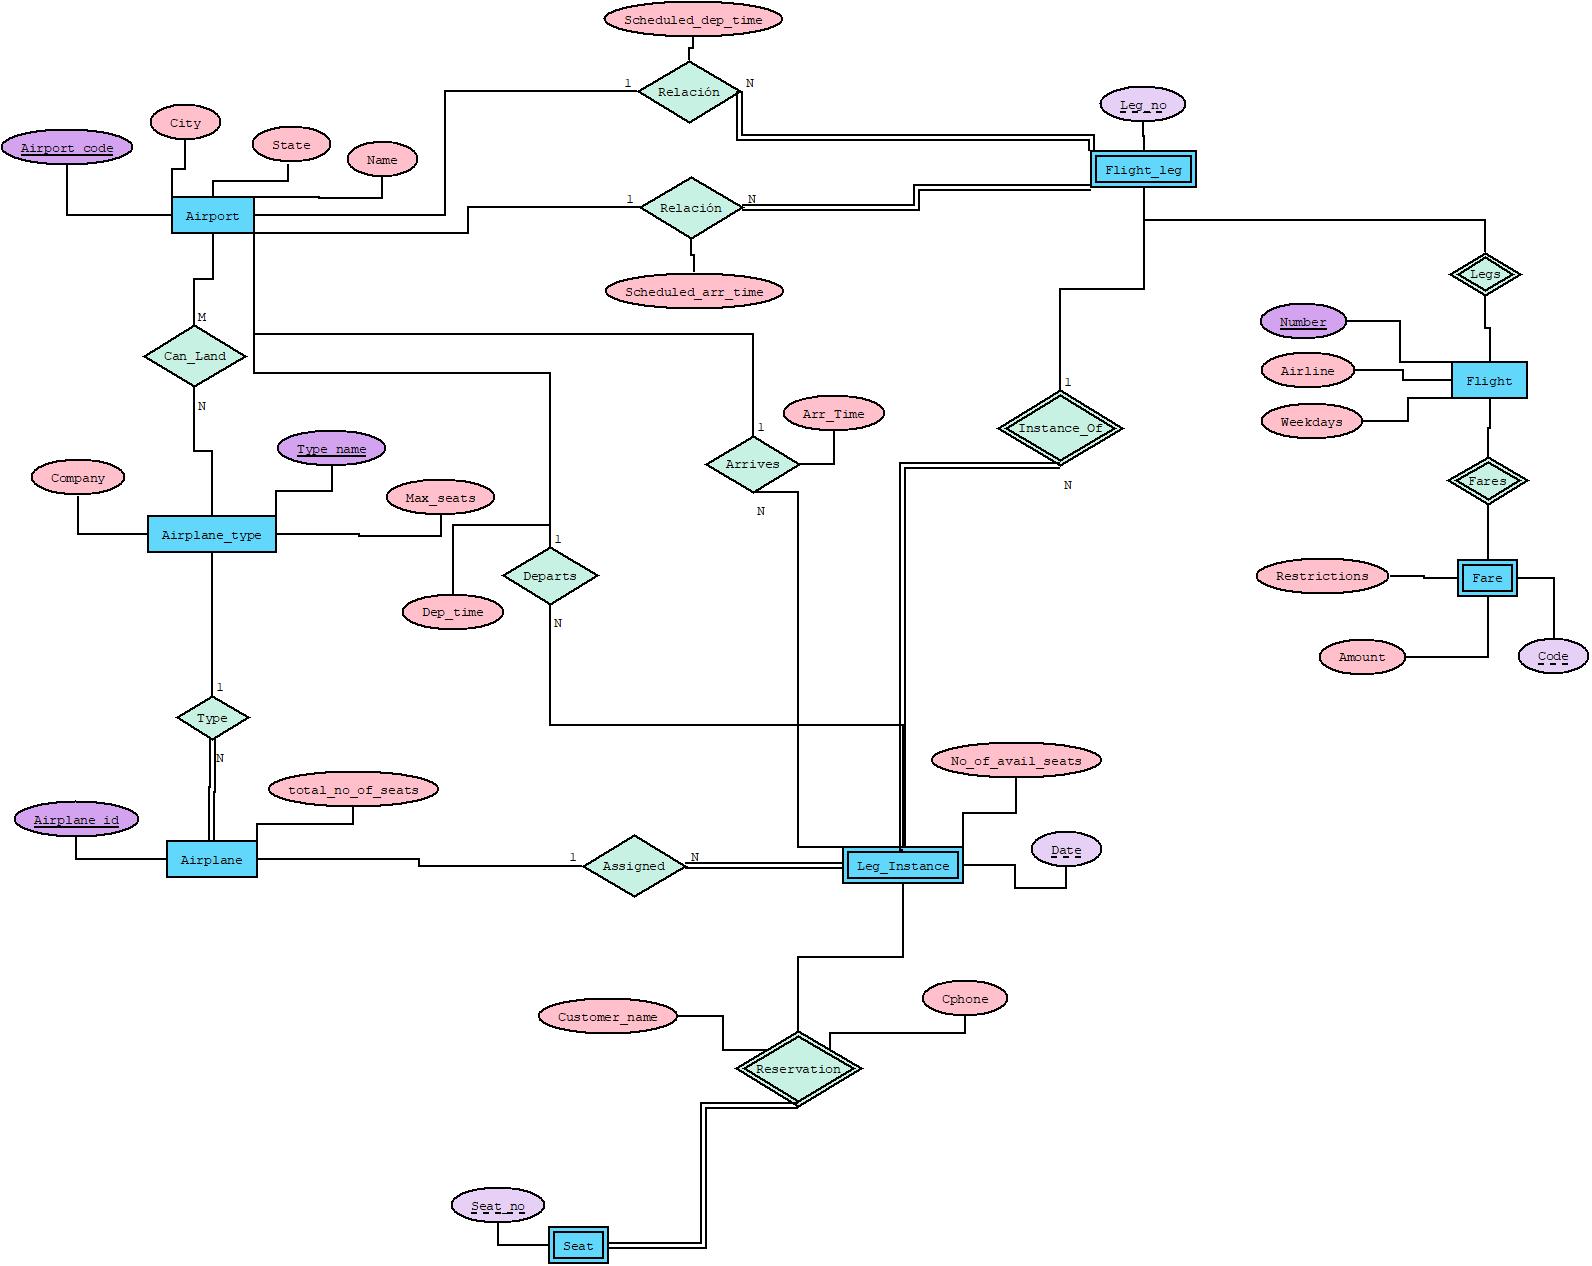 Scheduled_dep_time
1
N
Relación
Leg_no
City
State
Name
Airport_code
Flight_leg
1
N
Relación
Airport
Legs
Scheduled_arr_time
M
Number
Can_Land
Airline
Flight
1
N
Arr_Time
Weekdays
1
Instance_Of
Type_name
Arrives
Company
N
Fares
Max_seats
N
Airplane_type
1
Departs
Restrictions
Fare
Dep_time
N
Amount
Code
1
Type
N
No_of_avail_seats
total_no_of_seats
Airplane_id
Date
Airplane
1
N
Assigned
Leg_Instance
Cphone
Customer_name
Reservation
Seat_no
Seat